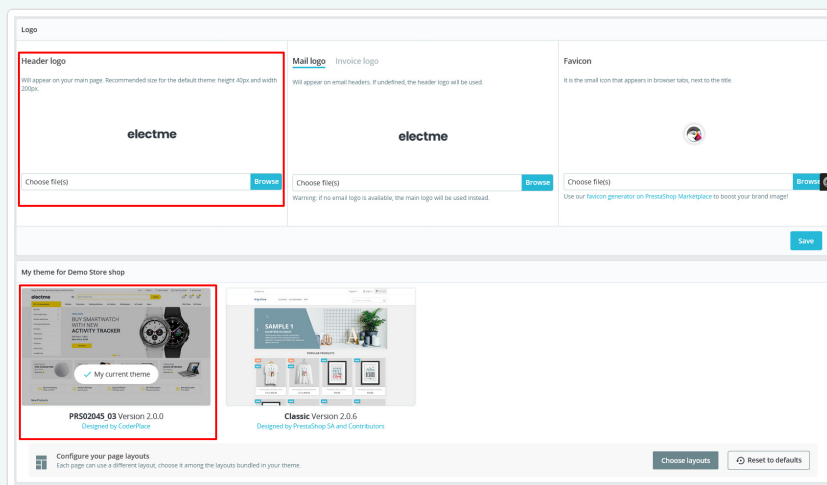 Logo
Header logo
Will appear on your main page. Recommended size for the default theme: height 40px and width
200px.
electme
Choose file(s)
Browse
Mail logo
Invoice logo
Will appear on email headers. If undefined, the header logo will be used.
electme
Choose file(s)
Browse
Warning: if no email logo is available, the main logo will be used instead.
Favicon
It is the small icon that appears in browser tabs, next to the title.
Choose file(s)
Browse
Use our favicon generator on PrestaShop Marketplace to boost your brand image!
Save
My theme for Demo Store shop
electme
BUY SMARTWATCH
WITH NEW
ACTIVITY TRACKER
My current theme
PRS02045_03 Version 2.0.0
Designed by CoderPlace
SAMPLE 1
POPULAR PRODUCTS
Classic Version 2.0.6
Designed by PrestaShop SA and Contributors
Configure your page layouts
Each page can use a different layout, choose it among the layouts bundled in your theme.
Choose layouts
Reset to defaults